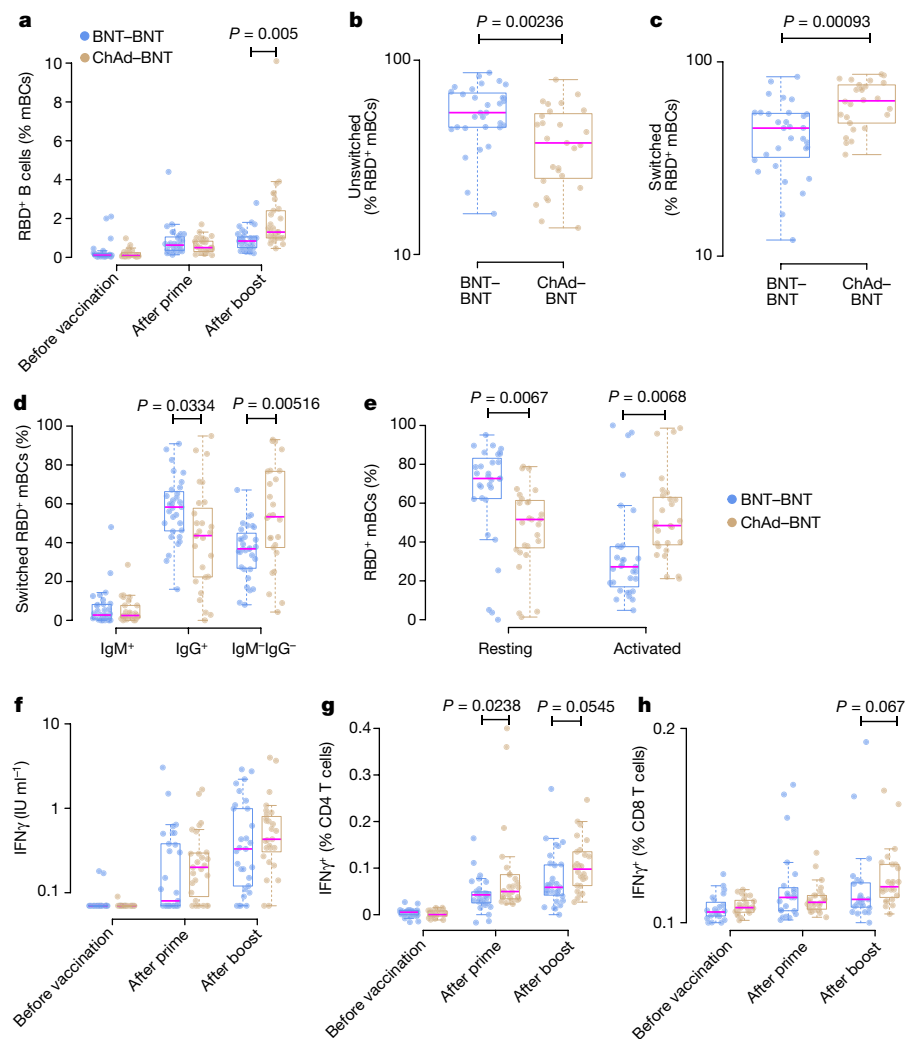 a
BNT–BNT
ChAd–BNT
P = 0.005
RBD⁺ B cells (% mBCs)
10
8
6
4
2
0
Before vaccination
After prime
After boost
b
P = 0.00236
Unswitched
(% RBD⁺ mBCs)
100
10
BNT–
BNT
ChAd–
BNT
c
P = 0.00093
Switched
(% RBD⁺ mBCs)
100
10
BNT–
BNT
ChAd–
BNT
d
P = 0.0334
P = 0.00516
Switched RBD⁺ mBCs (%)
100
80
60
40
20
0
IgM⁺
IgG⁺
IgM⁻IgG⁻
e
P = 0.0067
P = 0.0068
RBD⁺ mBCs (%)
100
80
60
40
20
0
Resting
Activated
BNT–BNT
ChAd–BNT
f
IFNγ (IU ml⁻¹)
10
1
0.1
Before vaccination
After prime
After boost
g
P = 0.0238
P = 0.0545
IFNγ⁺ (% CD4 T cells)
0.4
0.3
0.2
0.1
0
Before vaccination
After prime
After boost
h
P = 0.067
IFNγ⁺ (% CD8 T cells)
0.2
0.1
Before vaccination
After prime
After boost